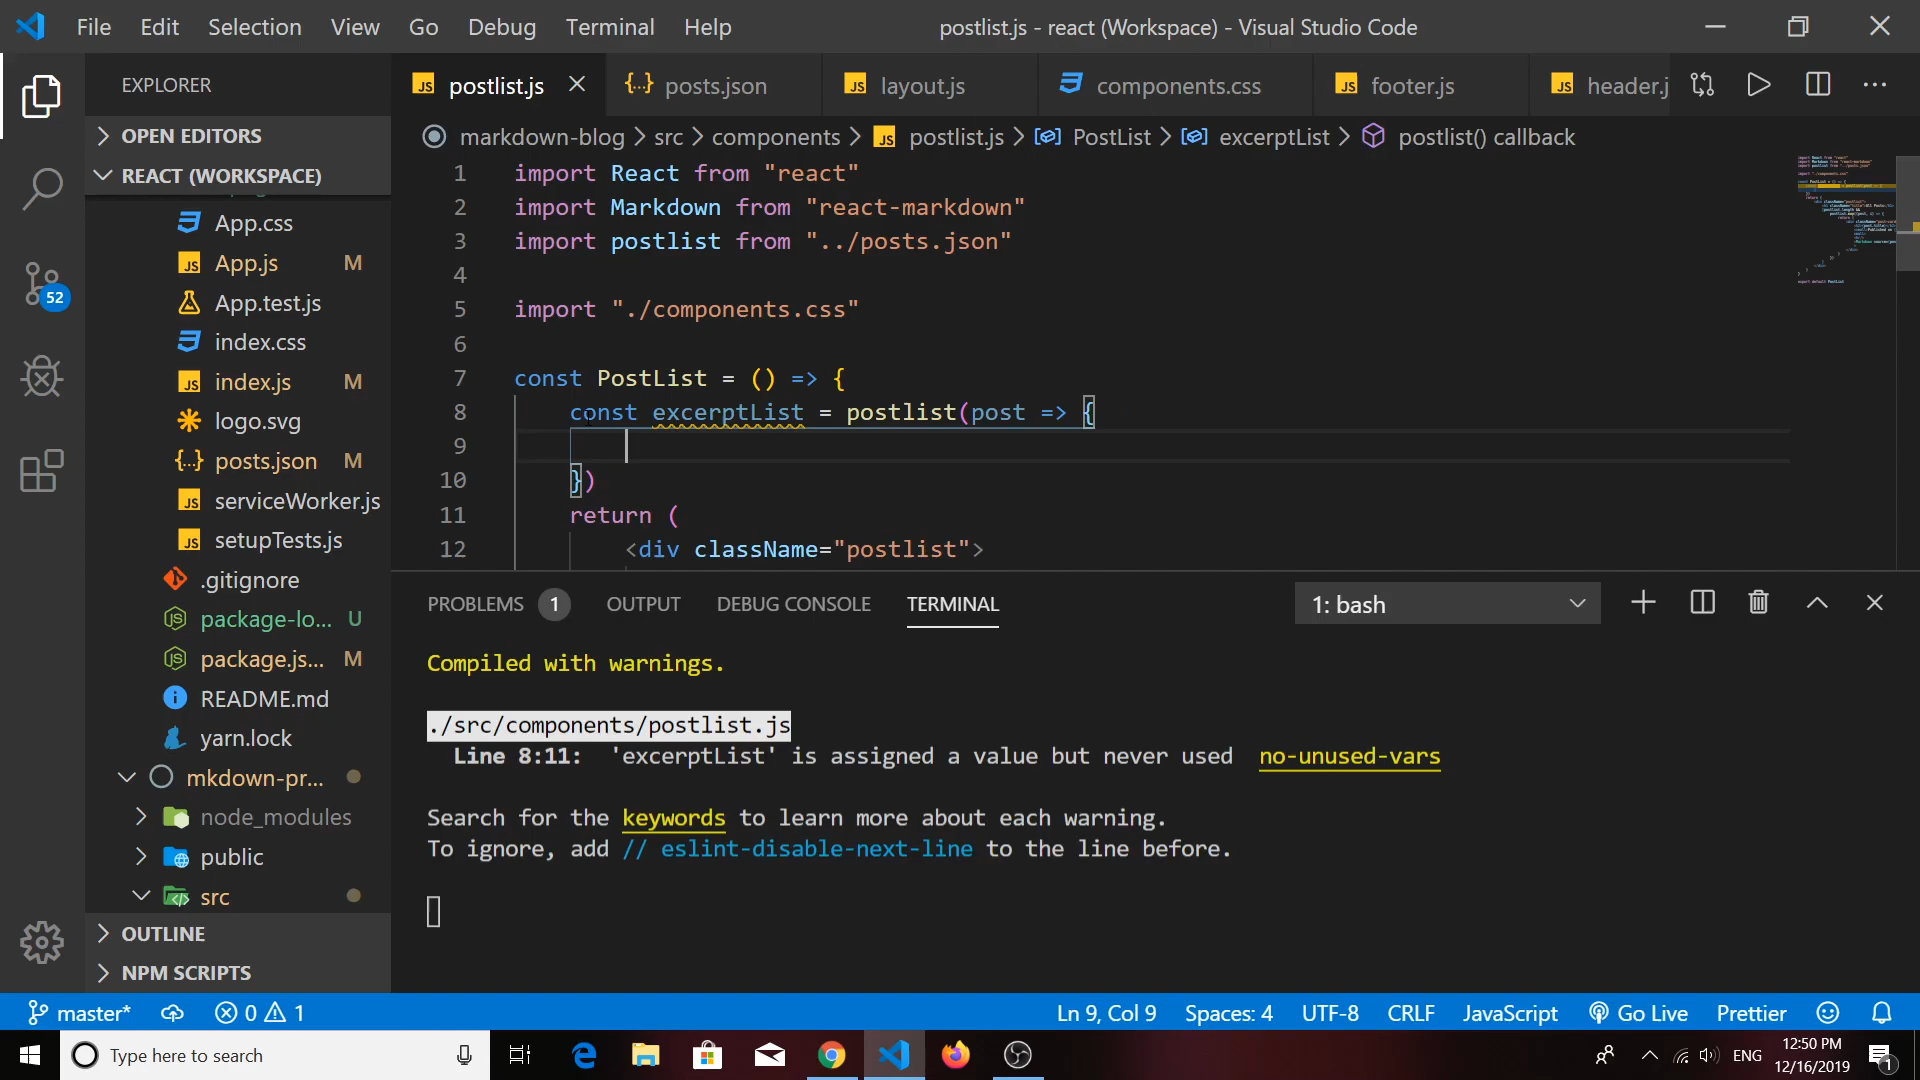 File Edit Selection View Go Debug Terminal Help
postlist.js - react (Workspace) - Visual Studio Code
EXPLORER
OPEN EDITORS
REACT (WORKSPACE)
App.css
App.js M
App.test.js
index.css
index.js M
logo.svg
posts.json M
serviceWorker.js
setupTests.js
.gitignore
package-lo... U
package.js... M
README.md
yarn.lock
mkdown-pr...
node_modules
public
src
OUTLINE
NPM SCRIPTS
52
postlist.js posts.json layout.js components.css footer.js header.j
markdown-blog > src > components > postlist.js > PostList > excerptList > postlist() callback
1 import React from "react"
2 import Markdown from "react-markdown"
3 import postlist from "../posts.json"
4
5 import "./components.css"
6
7 const PostList = () => {
8 const excerptList = postlist(post => {
9
10 })
11 return (
12 <div className="postlist">
PROBLEMS 1 OUTPUT DEBUG CONSOLE TERMINAL
1: bash
Compiled with warnings.
./src/components/postlist.js
Line 8:11: 'excerptList' is assigned a value but never used no-unused-vars
Search for the keywords to learn more about each warning.
To ignore, add // eslint-disable-next-line to the line before.
master* 0 1
Ln 9, Col 9 Spaces: 4 UTF-8 CRLF JavaScript Go Live Prettier
Type here to search
ENG
12:50 PM
12/16/2019
1